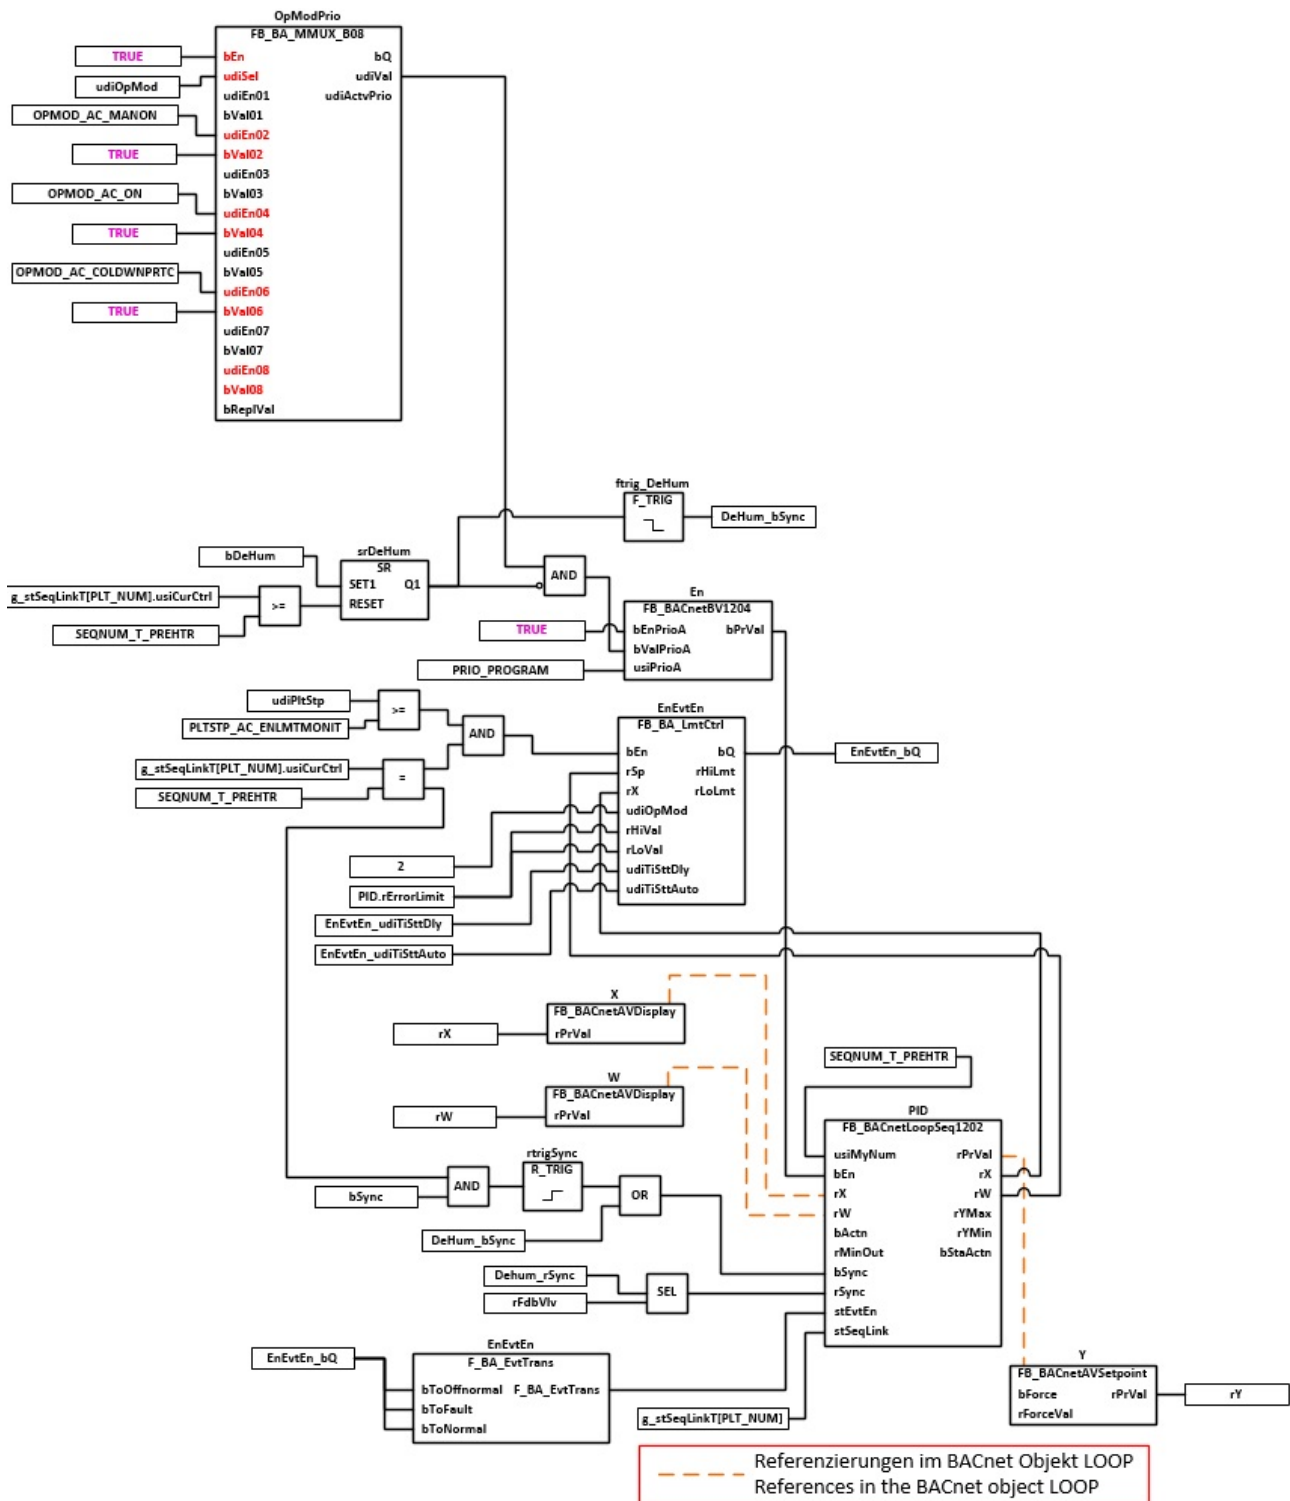 OpModPrio
FB_BA_MMUX_B08
TRUE
bEn
bQ
udiOpMod
udiSel
udiVal
udiEn01
udiActvPrio
OPMOD_AC_MANON
bVal01
udiEn02
TRUE
bVal02
udiEn03
OPMOD_AC_ON
bVal03
udiEn04
TRUE
bVal04
udiEn05
OPMOD_AC_COLDWNPRTC
bVal05
udiEn06
TRUE
bVal06
udiEn07
bVal07
udiEn08
bVal08
bReplVal
ftrig_DeHum
F_TRIG
DeHum_bSync
bDeHum
srDeHum
SR
SET1
Q1
RESET
g_stSeqLinkT[PLT_NUM].usiCurCtrl
>=
SEQNUM_T_PREHTR
AND
En
FB_BACnetBV1204
TRUE
bEnPrioA
bPrVal
bValPrioA
PRIO_PROGRAM
usiPrioA
udiPltStp
>=
PLTSTP_AC_ENLMTMONIT
AND
g_stSeqLinkT[PLT_NUM].usiCurCtrl
=
SEQNUM_T_PREHTR
EnEvtEn
FB_BA_LmtCtrl
bEn
bQ
EnEvtEn_bQ
rSp
rHiLmt
rX
rLoLmt
udiOpMod
rHiVal
rLoVal
udiTiSttDly
udiTiSttAuto
2
PID.rErrorLimit
EnEvtEn_udiTiSttDly
EnEvtEn_udiTiSttAuto
X
FB_BACnetAVDisplay
rX
rPrVal
W
FB_BACnetAVDisplay
rW
rPrVal
SEQNUM_T_PREHTR
PID
FB_BACnetLoopSeq1202
usiMyNum
rPrVal
bEn
rX
rX
rW
rW
rYMax
bActn
rYMin
rMinOut
bStaActn
bSync
rSync
stEvtEn
stSeqLink
rtrigSync
R_TRIG
AND
bSync
OR
DeHum_bSync
Dehum_rSync
SEL
rFdbVlv
EnEvtEn_bQ
EnEvtEn
F_BA_EvtTrans
bToOffnormal
F_BA_EvtTrans
bToFault
bToNormal
g_stSeqLinkT[PLT_NUM]
Y
FB_BACnetAVSetpoint
bForce
rPrVal
rY
rForceVal
Referenzierungen im BACnet Objekt LOOP
References in the BACnet object LOOP